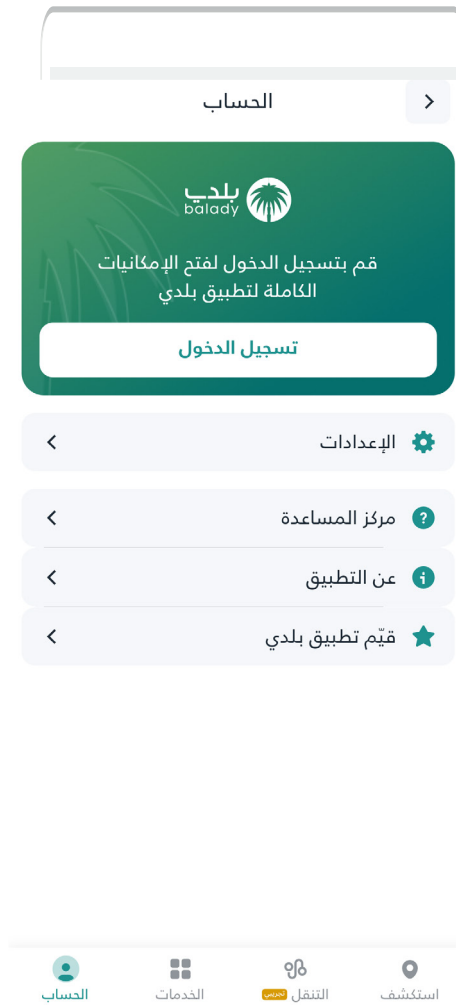 الحساب
بلدي
balady
قم بتسجيل الدخول لفتح الإمكانيات
الكاملة لتطبيق بلدي
تسجيل الدخول
الإعدادات
مركز المساعدة
عن التطبيق
قيّم تطبيق بلدي
استكشف
التنقل تجريبي
الخدمات
الحساب